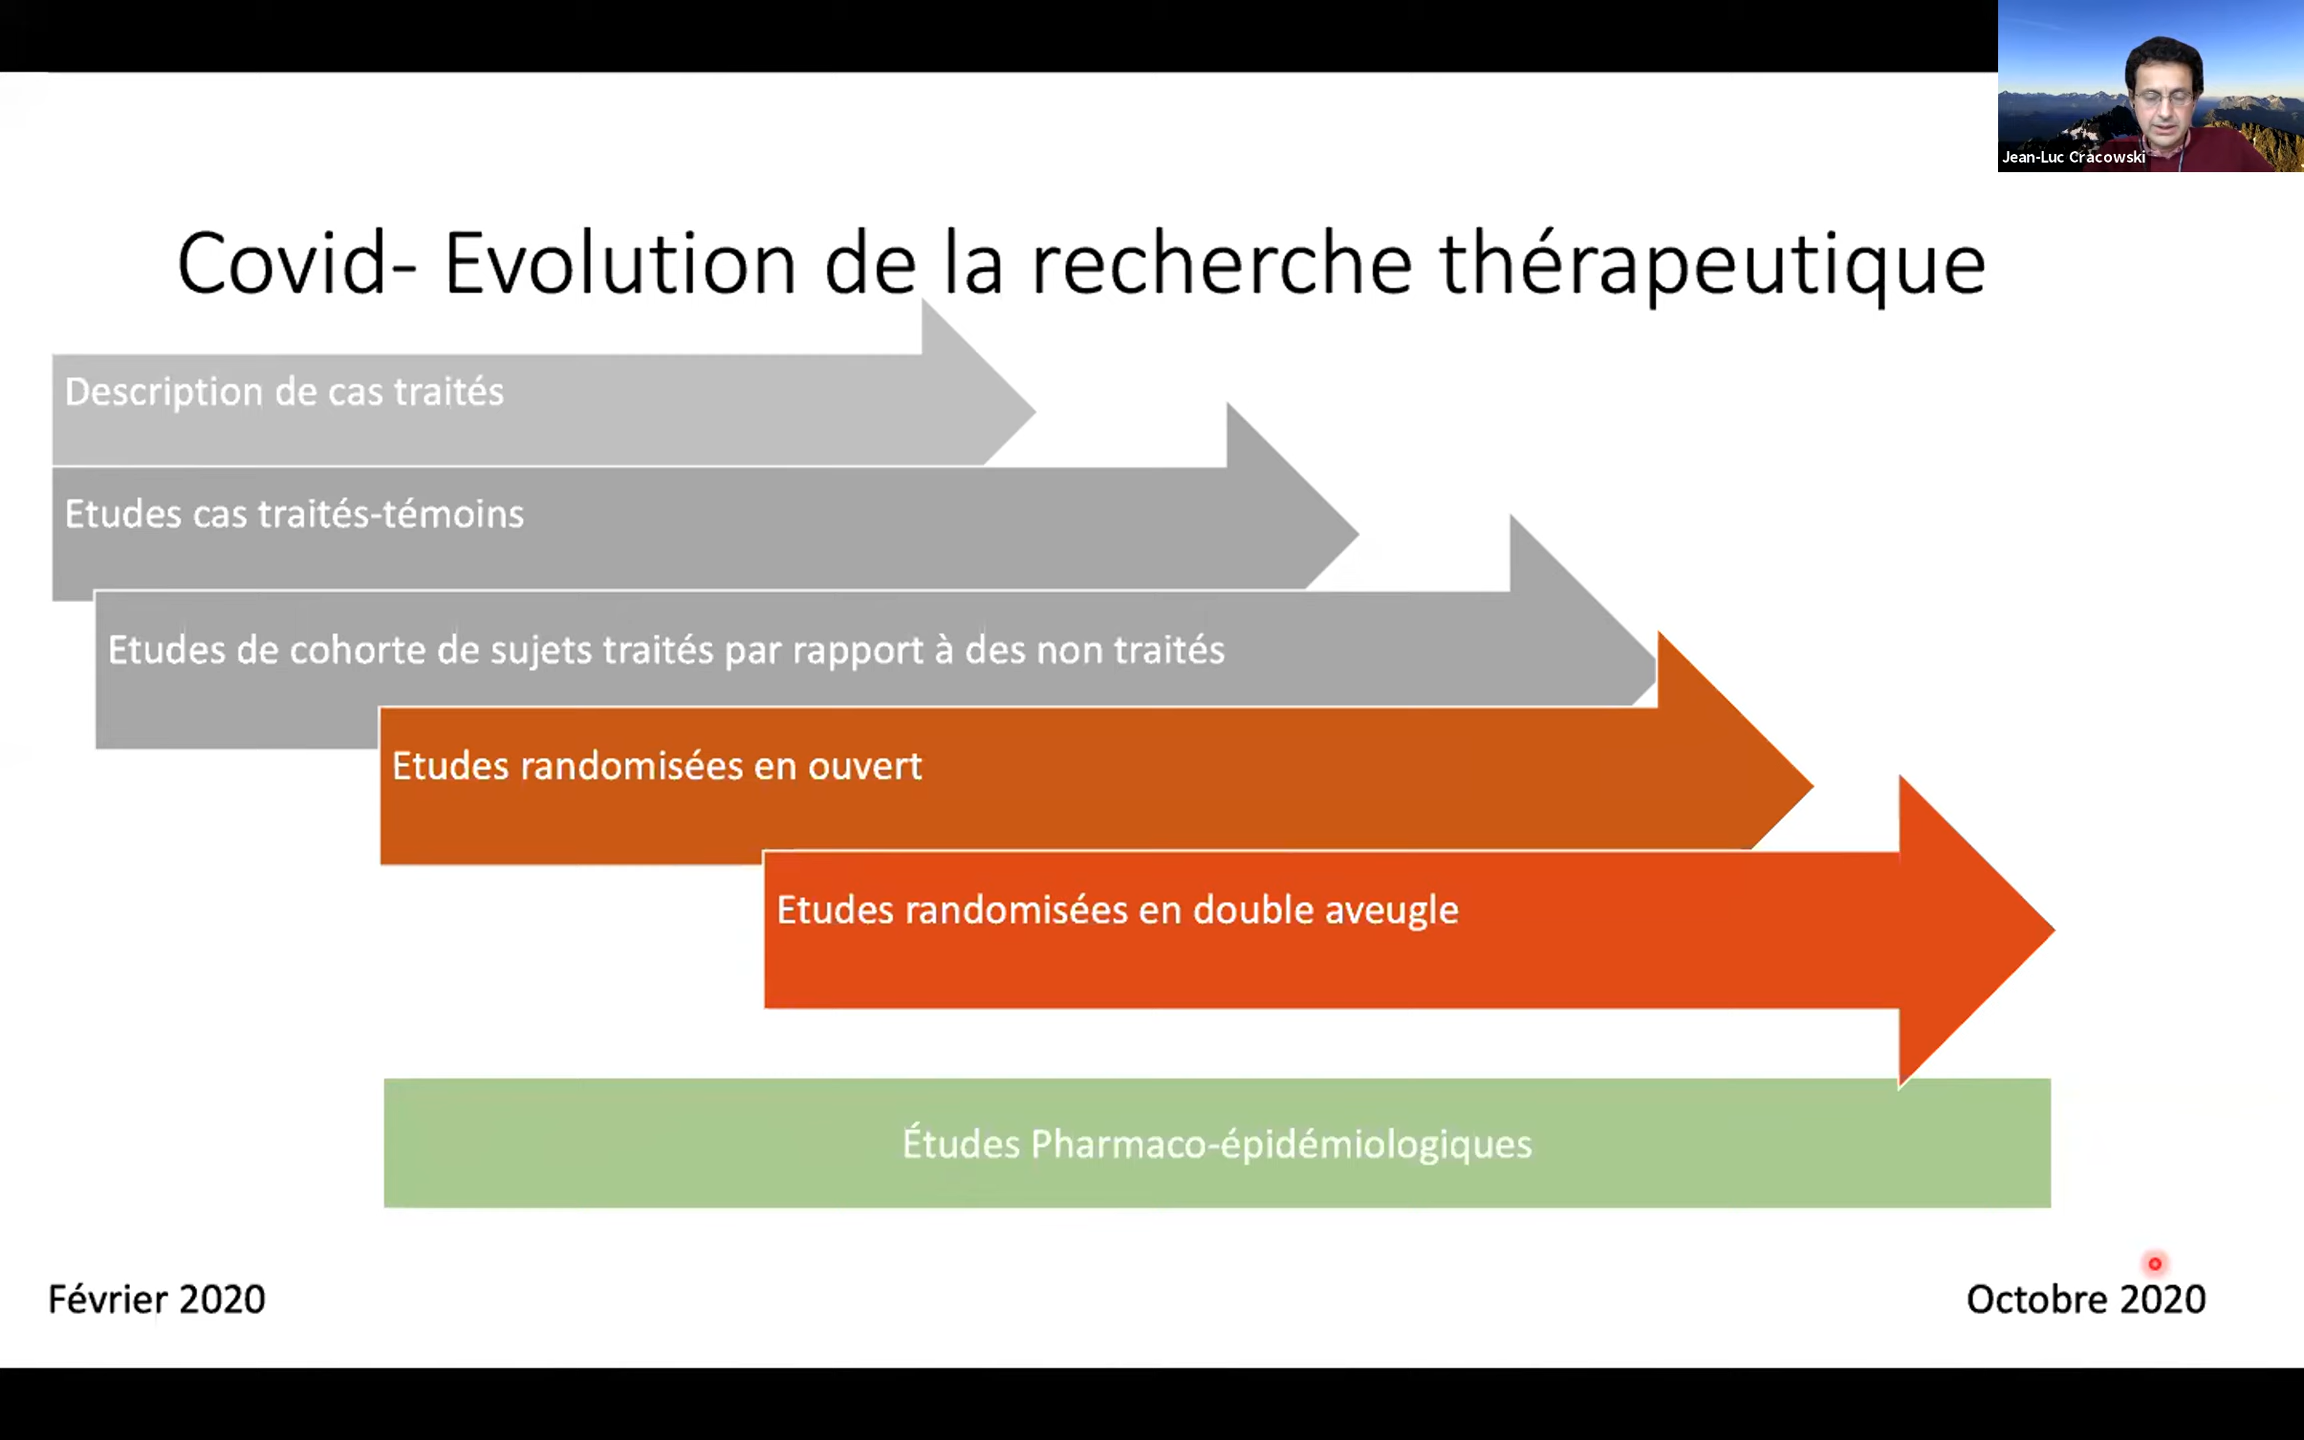 Jean-Luc Cracowski
Covid- Evolution de la recherche thérapeutique
Description de cas traités
Etudes cas traités-témoins
Etudes de cohorte de sujets traités par rapport à des non traités
Etudes randomisées en ouvert
Etudes randomisées en double aveugle
Études Pharmaco-épidémiologiques
Février 2020
Octobre 2020